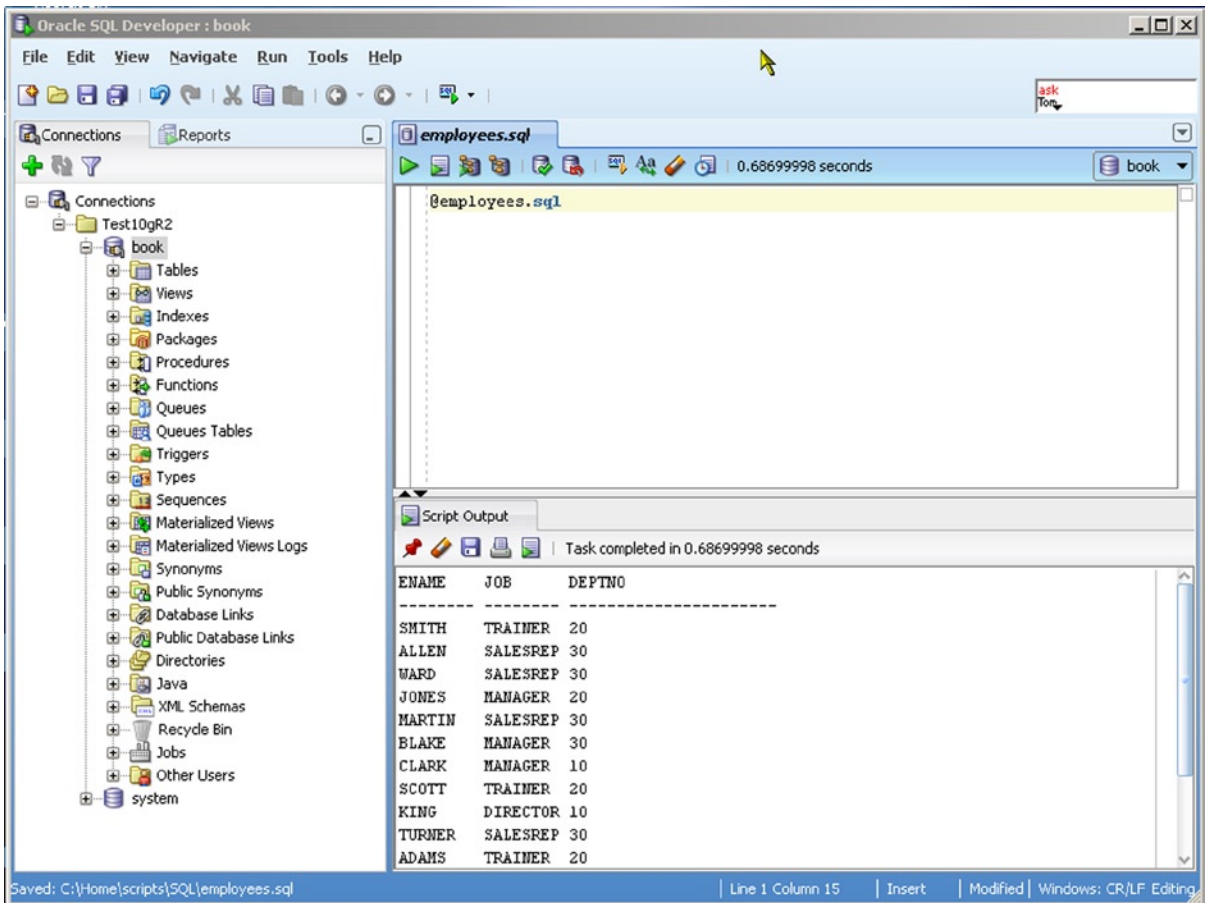 Oracle SQL Developer : book
File Edit View Navigate Run Tools Help
ask
Tom
Connections
Reports
Connections
Test10gR2
book
Tables
Views
Indexes
Packages
Procedures
Functions
Queues
Queues Tables
Triggers
Types
Sequences
Materialized Views
Materialized Views Logs
Synonyms
Public Synonyms
Database Links
Public Database Links
Directories
Java
XML Schemas
Recycle Bin
Jobs
Other Users
system
employees.sql
0.68699998 seconds
book
@employees.sql
Script Output
Task completed in 0.68699998 seconds
ENAME JOB DEPTNO
-------- -------- ----------------------
SMITH TRAINER 20
ALLEN SALESREP 30
WARD SALESREP 30
JONES MANAGER 20
MARTIN SALESREP 30
BLAKE MANAGER 30
CLARK MANAGER 10
SCOTT TRAINER 20
KING DIRECTOR 10
TURNER SALESREP 30
ADAMS TRAINER 20
Saved: C:\Home\scripts\SQL\employees.sql
Line 1 Column 15
Insert
Modified
Windows: CR/LF Editing